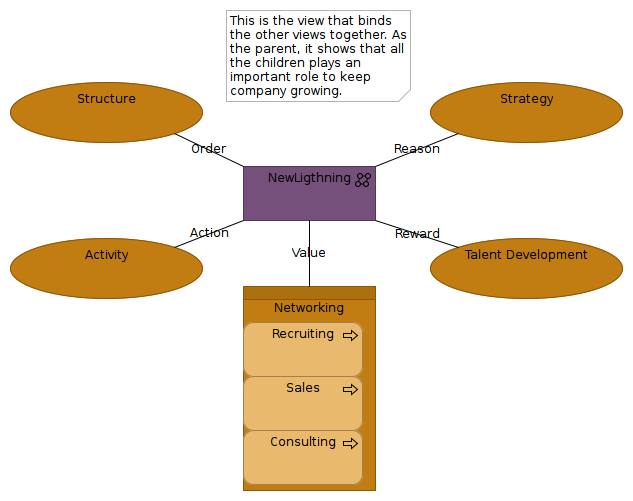 This is the view that binds
the other views together. As
the parent, it shows that all
the children plays an
important role to keep
company growing.
Structure
Strategy
Order
Reason
NewLigthning
Action
Reward
Activity
Value
Talent Development
Networking
Recruiting
Sales
Consulting